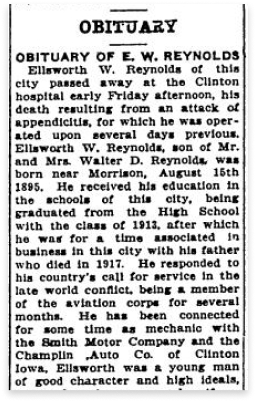 OBITUARY
OBITUARY OF E. W. REYNOLDS
Ellsworth W. Reynolds of this
city passed away at the Clinton
hospital early Friday afternoon, his
death resulting from an attack of
appendicitis, for which he was oper-
ated upon several days previous.
Ellsworth W. Reynolds, son of Mr.
and Mrs. Walter D. Reynolds, was
born near Morrison, August 15th
1895. He received his education in
the schools of this city, being
graduated from the High School
with the class of 1913, after which
he was for a time associated in
business in this city with his father
who died in 1917. He responded to
his country's call for service in the
late world conflict, being a member
of the aviation corps for several
months. He has been connected
for some time as mechanic with
the Smith Motor Company and the
Champlin ,Auto Co. of Clinton
Iowa, Ellsworth was a young man
of good character and high ideals,